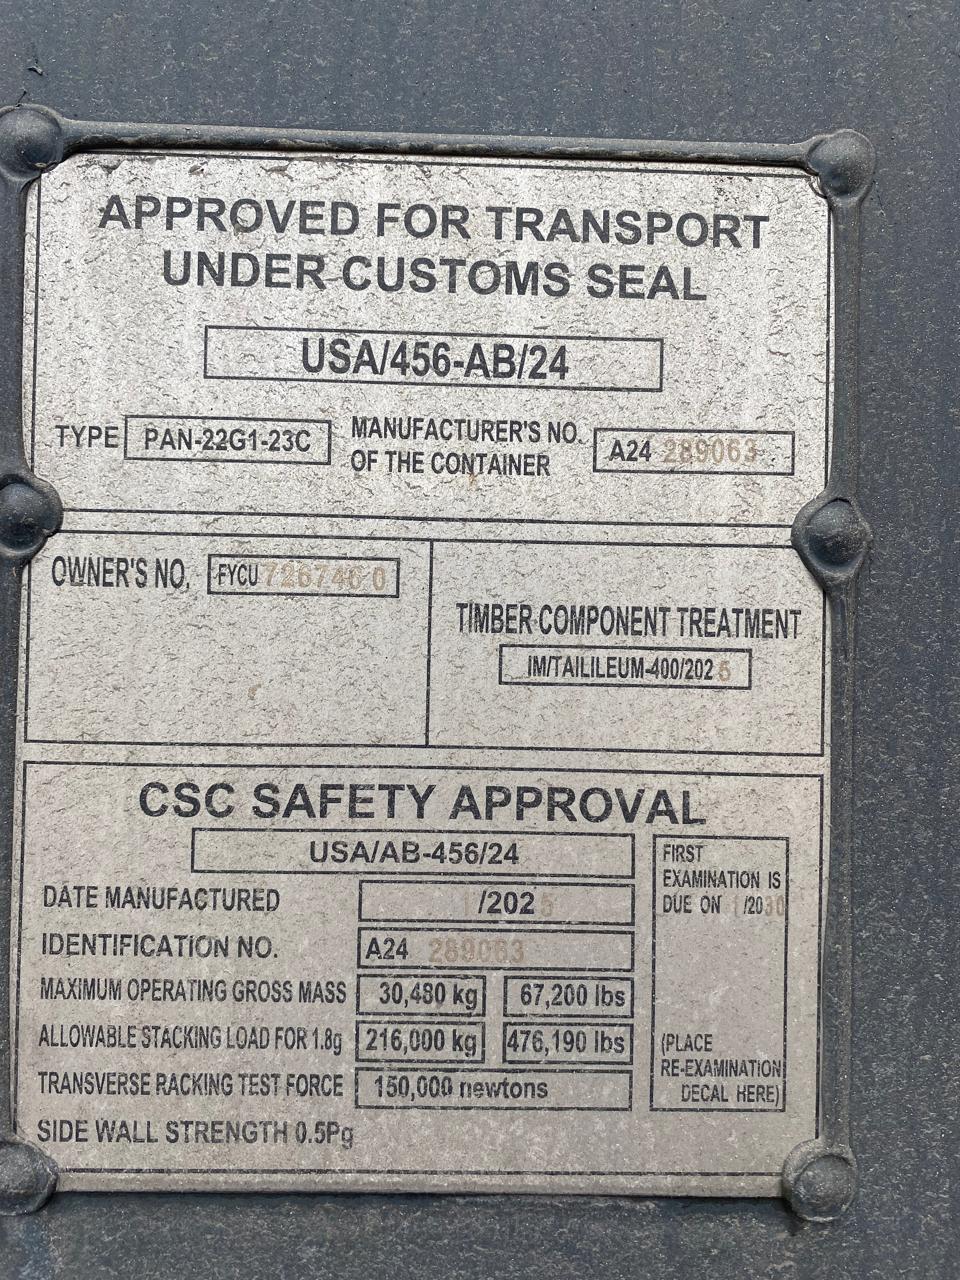 APPROVED FOR TRANSPORT
UNDER CUSTOMS SEAL
USA/456-AB/24
TYPE PAN-22G1-23C
MANUFACTURER'S NO.
OF THE CONTAINER
A24 289063
OWNER'S NO. FYCU 726746 0
TIMBER COMPONENT TREATMENT
IM/TAILILEUM-400/2025
CSC SAFETY APPROVAL
USA/AB-456/24
DATE MANUFACTURED /2025
IDENTIFICATION NO. A24 289063
MAXIMUM OPERATING GROSS MASS 30,480 kg 67,200 lbs
ALLOWABLE STACKING LOAD FOR 1.8g 216,000 kg 476,190 lbs
TRANSVERSE RACKING TEST FORCE 150,000 newtons
SIDE WALL STRENGTH 0.5Pg
FIRST
EXAMINATION IS
DUE ON /2030
(PLACE
RE-EXAMINATION
DECAL HERE)